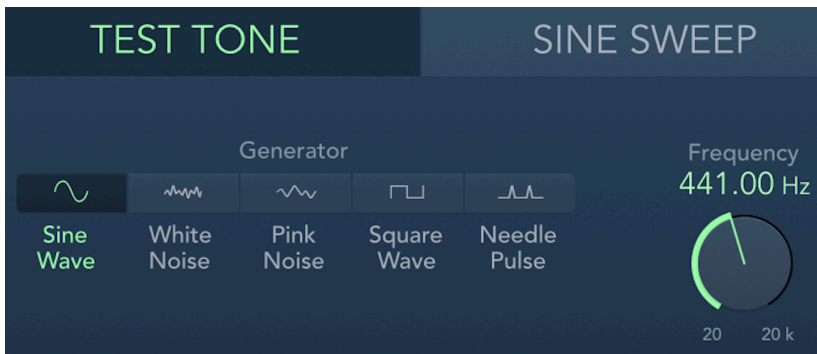 TEST TONE SINE SWEEP
Generator
Frequency
441.00 Hz
Sine Wave
White Noise
Pink Noise
Square Wave
Needle Pulse
20 20 k